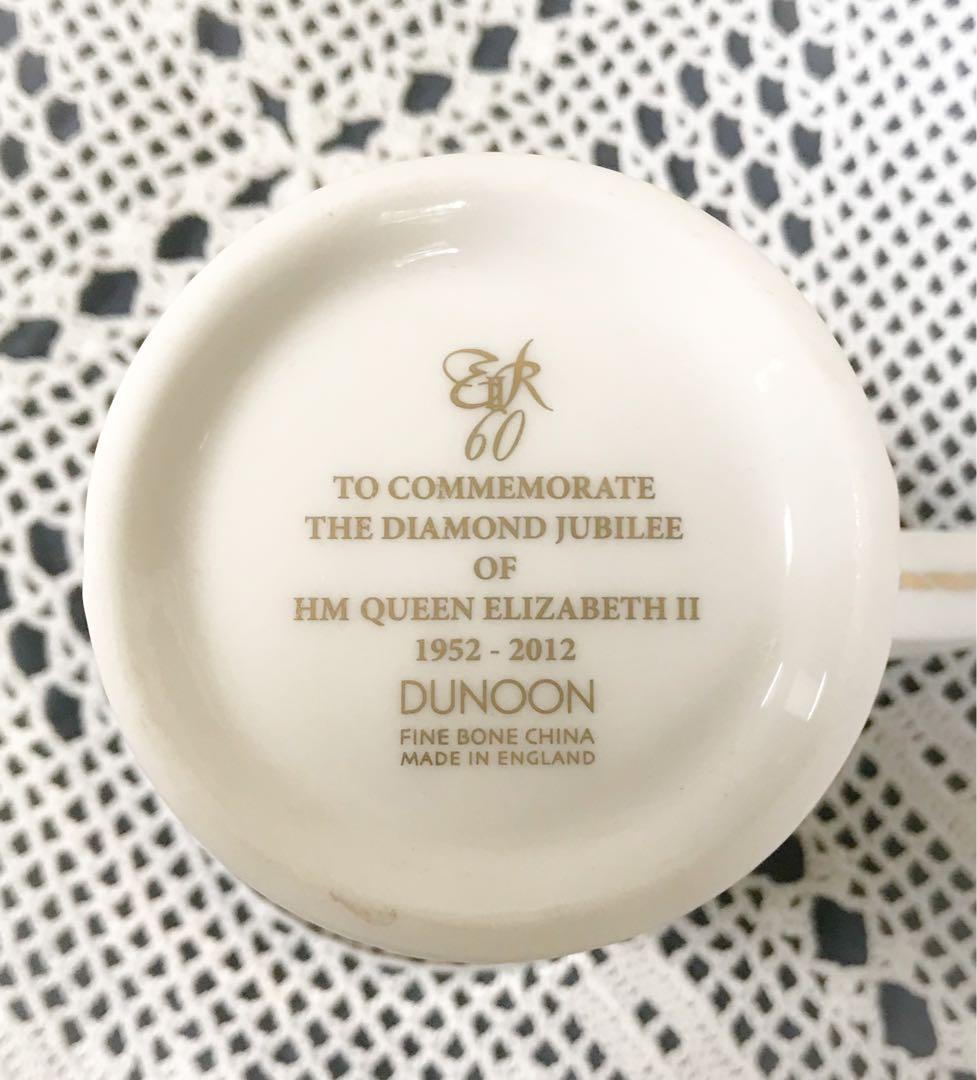 EIIR
60
TO COMMEMORATE
THE DIAMOND JUBILEE
OF
HM QUEEN ELIZABETH II
1952 - 2012
DUNOON
FINE BONE CHINA
MADE IN ENGLAND